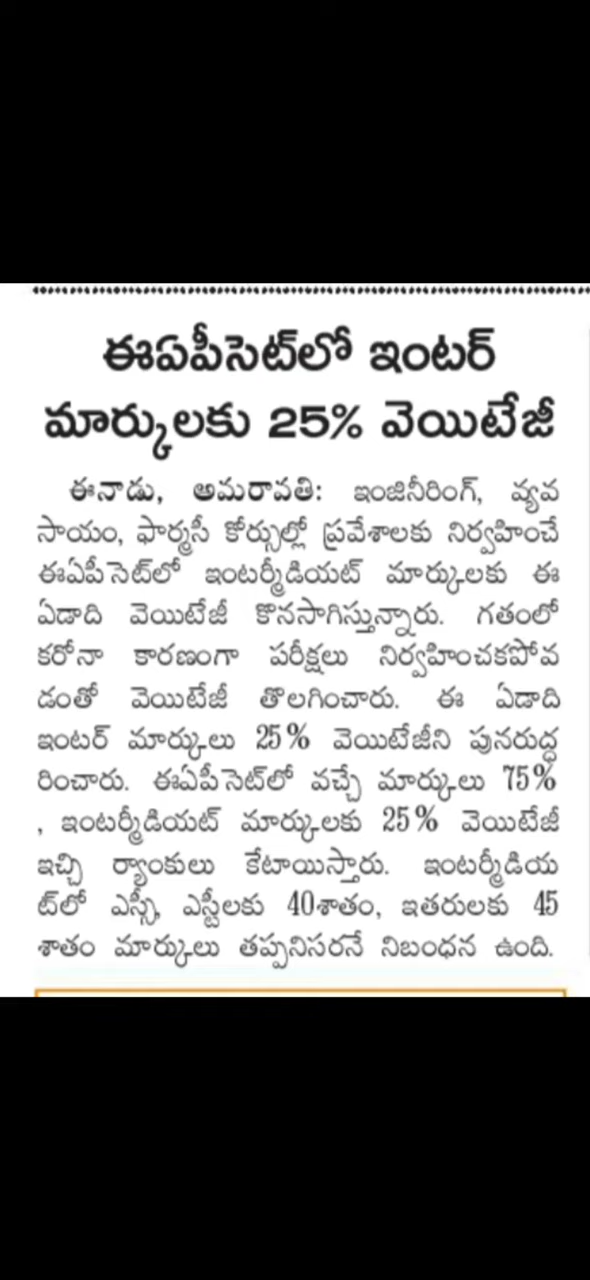 ఈఏపీసెట్‌లో ఇంటర్
మార్కులకు 25% వెయిటేజీ
ఈనాడు, అమరావతి: ఇంజినీరింగ్, వ్యవ
సాయం, ఫార్మసీ కోర్సుల్లో ప్రవేశాలకు నిర్వహించే
ఈఏపీసెట్‌లో ఇంటర్మీడియట్ మార్కులకు ఈ
ఏడాది వెయిటేజీ కొనసాగిస్తున్నారు. గతంలో
కరోనా కారణంగా పరీక్షలు నిర్వహించకపోవ
డంతో వెయిటేజీ తొలగించారు. ఈ ఏడాది
ఇంటర్ మార్కులు 25% వెయిటేజీని పునరుద్ధ
రించారు. ఈఏపీసెట్‌లో వచ్చే మార్కులు 75%
, ఇంటర్మీడియట్ మార్కులకు 25% వెయిటేజీ
ఇచ్చి ర్యాంకులు కేటాయిస్తారు. ఇంటర్మీడియ
ట్‌లో ఎస్సీ, ఎస్టీలకు 40శాతం, ఇతరులకు 45
శాతం మార్కులు తప్పనిసరనే నిబంధన ఉంది.